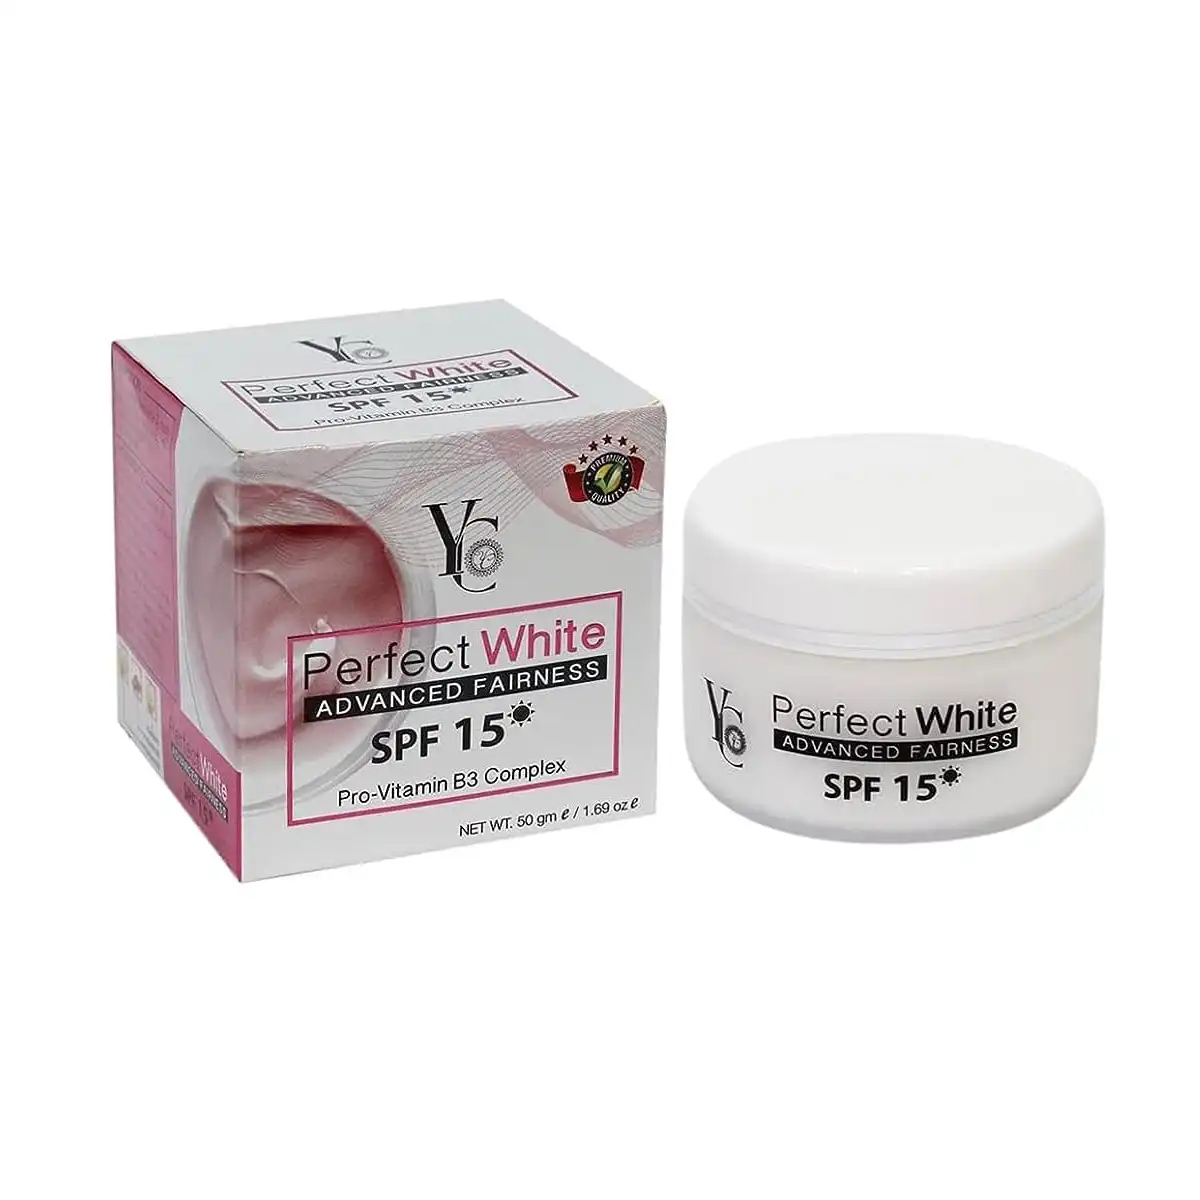 YC
Perfect White
ADVANCED FAIRNESS
SPF 15
Pro-Vitamin B3 Complex
PREMIUM
QUALITY
YC
Perfect White
ADVANCED FAIRNESS
SPF 15
Pro-Vitamin B3 Complex
NET WT. 50 gm e / 1.69 oz e
Perfect White
ADVANCED FAIRNESS
SPF 15
YC
Perfect White
ADVANCED FAIRNESS
SPF 15